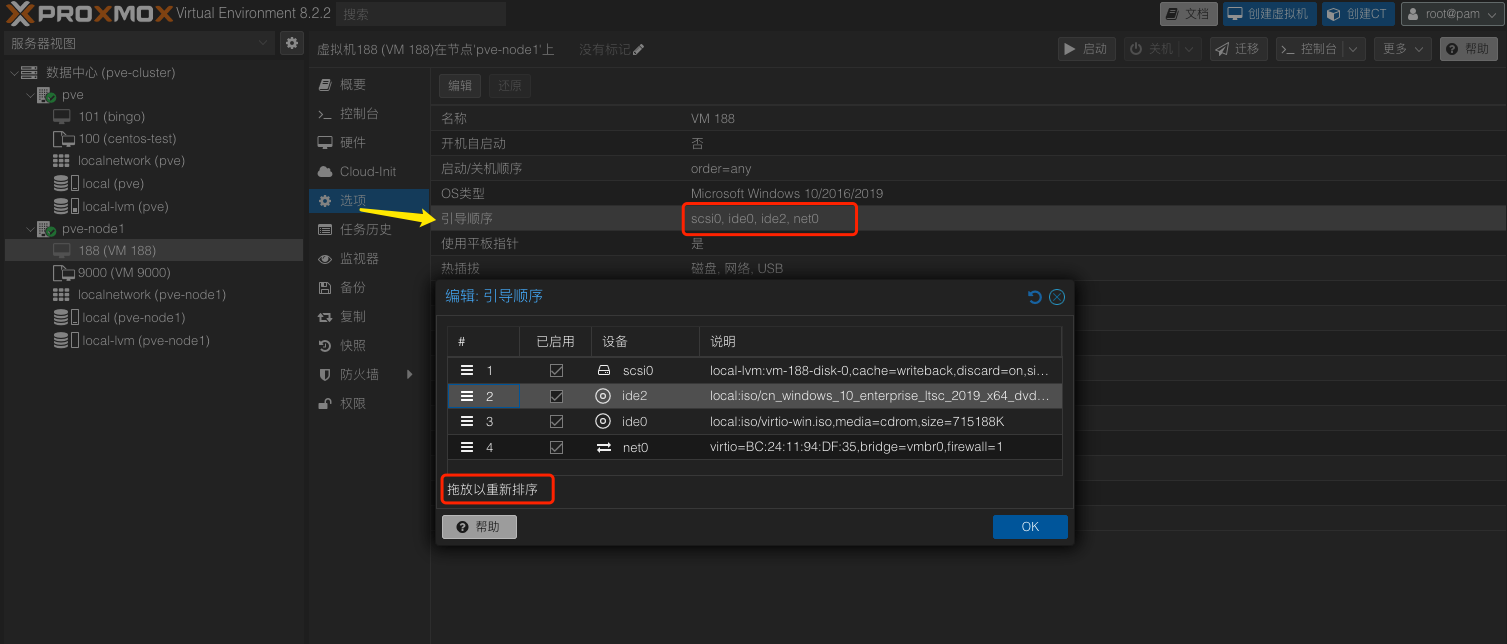 PROXMOX Virtual Environment 8.2.2 搜索 文档 创建虚拟机 创建CT root@pam
服务器视图
数据中心 (pve-cluster)
pve
101 (bingo)
100 (centos-test)
localnetwork (pve)
local (pve)
local-lvm (pve)
pve-node1
188 (VM 188)
9000 (VM 9000)
localnetwork (pve-node1)
local (pve-node1)
local-lvm (pve-node1)
虚拟机188 (VM 188)在节点'pve-node1'上 没有标记 启动 关机 迁移 控制台 更多 帮助
概要
控制台
硬件
Cloud-Init
选项
任务历史
监视器
备份
复制
快照
防火墙
权限
编辑 还原
名称 VM 188
开机自启动 否
启动/关机顺序 order=any
OS类型 Microsoft Windows 10/2016/2019
引导顺序 scsi0, ide0, ide2, net0
使用平板指针 是
热插拔 磁盘, 网络, USB
编辑: 引导顺序
# 已启用 设备 说明
1 scsi0 local-lvm:vm-188-disk-0,cache=writeback,discard=on,si...
2 ide2 local:iso/cn_windows_10_enterprise_ltsc_2019_x64_dvd...
3 ide0 local:iso/virtio-win.iso,media=cdrom,size=715188K
4 net0 virtio=BC:24:11:94:DF:35,bridge=vmbr0,firewall=1
拖放以重新排序
帮助 OK